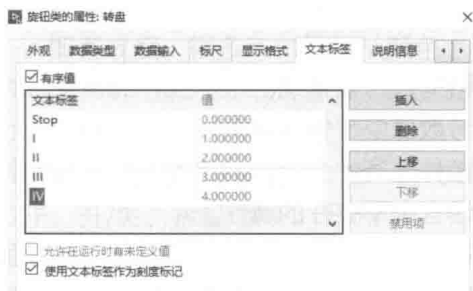 旋钮类的属性: 转盘
外观 数据类型 数据输入 标尺 显示格式 文本标签 说明信息
有序值
文本标签 值
Stop 0.000000
I 1.000000
II 2.000000
III 3.000000
IV 4.000000
插入
删除
上移
下移
禁用项
允许在运行时有未定义值
使用文本标签作为刻度标记